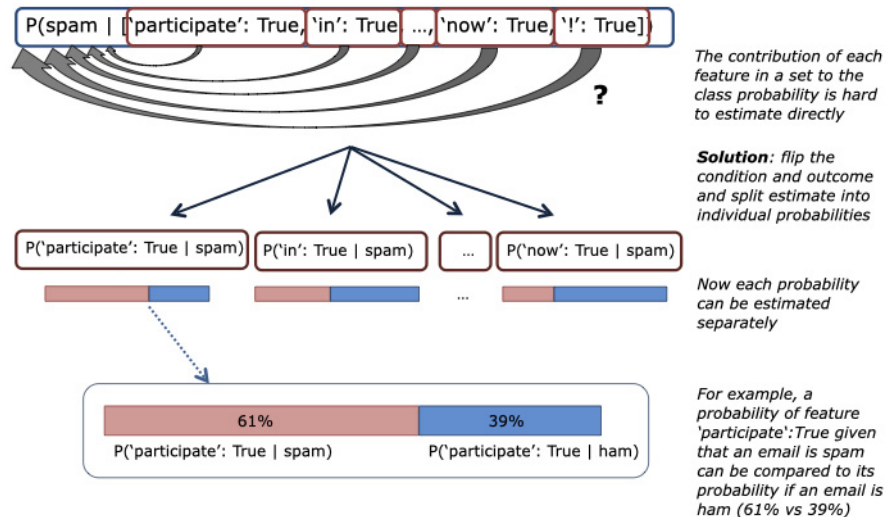 P(spam | [‘participate’: True, ‘in’: True, …, ‘now’: True, ‘!’: True])
?
The contribution of each
feature in a set to the
class probability is hard
to estimate directly
Solution: flip the
condition and outcome
and split estimate into
individual probabilities
P(‘participate’: True | spam)
P(‘in’: True | spam)
…
P(‘now’: True | spam)
…
Now each probability
can be estimated
separately
61%
39%
P(‘participate’: True | spam)
P(‘participate’: True | ham)
For example, a
probability of feature
‘participate’:True given
that an email is spam
can be compared to its
probability if an email is
ham (61% vs 39%)